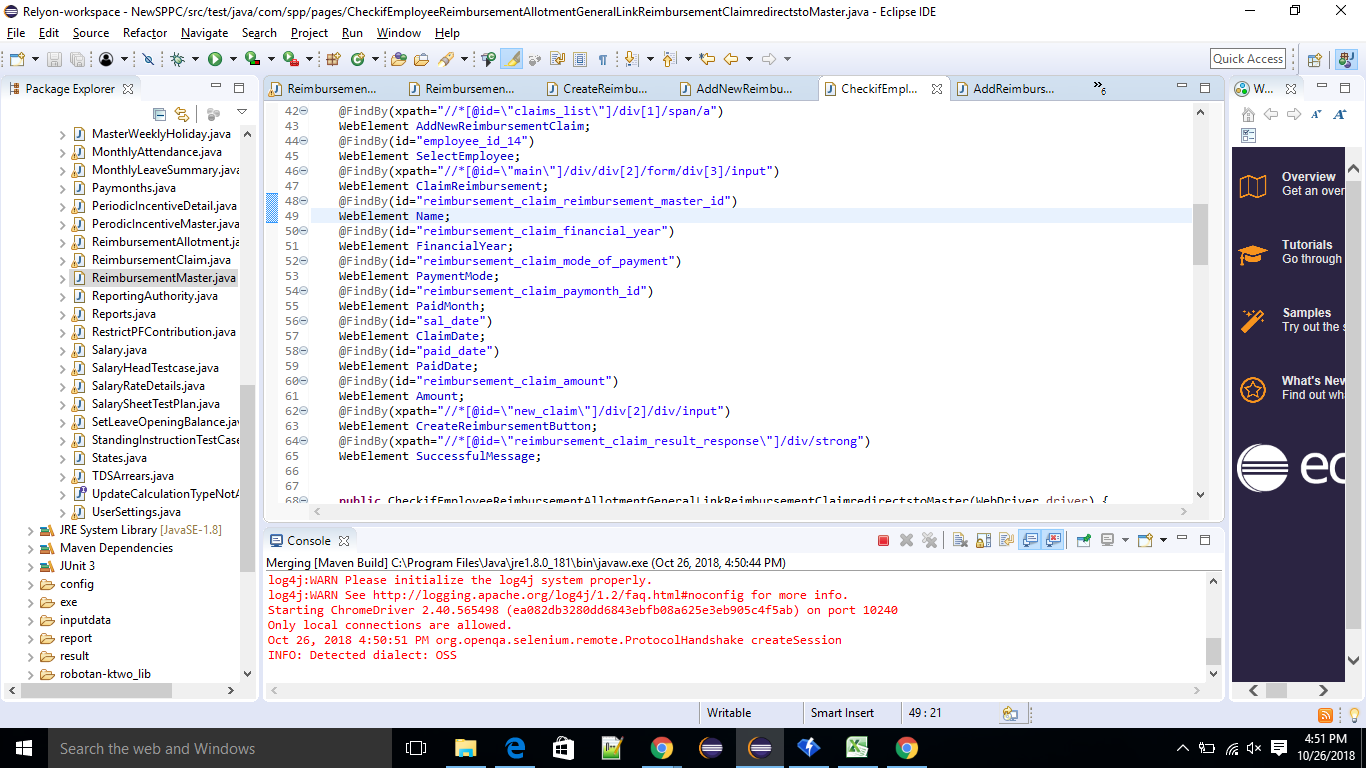 Relyon-workspace - NewSPPC/src/test/java/com/spp/pages/CheckifEmployeeReimbursementAllotmentGeneralLinkReimbursementClaimredirectstoMaster.java - Eclipse IDE
File Edit Source Refactor Navigate Search Project Run Window Help
Quick Access
Package Explorer
Reimbursemen...
Reimbursemen...
CreateReimbu...
AddNewReimbu...
CheckifEmpl...
AddReimburs...
»6
W...
MasterWeeklyHoliday.java
MonthlyAttendance.java
MonthlyLeaveSummary.java
Paymonths.java
PeriodicIncentiveDetail.java
PerodicIncentiveMaster.java
ReimbursementAllotment.ja
ReimbursementClaim.java
ReimbursementMaster.java
ReportingAuthority.java
Reports.java
RestrictPFContribution.java
Salary.java
SalaryHeadTestcase.java
SalaryRateDetails.java
SalarySheetTestPlan.java
SetLeaveOpeningBalance.java
StandingInstructionTestCase
States.java
TDSArrears.java
UpdateCalculationTypeNotA
UserSettings.java
JRE System Library [JavaSE-1.8]
Maven Dependencies
JUnit 3
config
exe
inputdata
report
result
robotan-ktwo_lib
42 @FindBy(xpath="//*[@id=\"claims_list\"]/div[1]/span/a")
43 WebElement AddNewReimbursementClaim;
44 @FindBy(id="employee_id_14")
45 WebElement SelectEmployee;
46 @FindBy(xpath="//*[@id=\"main\"]/div/div[2]/form/div[3]/input")
47 WebElement ClaimReimbursement;
48 @FindBy(id="reimbursement_claim_reimbursement_master_id")
49 WebElement Name;
50 @FindBy(id="reimbursement_claim_financial_year")
51 WebElement FinancialYear;
52 @FindBy(id="reimbursement_claim_mode_of_payment")
53 WebElement PaymentMode;
54 @FindBy(id="reimbursement_claim_paymonth_id")
55 WebElement PaidMonth;
56 @FindBy(id="sal_date")
57 WebElement ClaimDate;
58 @FindBy(id="paid_date")
59 WebElement PaidDate;
60 @FindBy(id="reimbursement_claim_amount")
61 WebElement Amount;
62 @FindBy(xpath="//*[@id=\"new_claim\"]/div[2]/div/input")
63 WebElement CreateReimbursementButton;
64 @FindBy(xpath="//*[@id=\"reimbursement_claim_result_response\"]/div/strong")
65 WebElement SuccessfulMessage;
66
67
68 public CheckifEmployeeReimbursementAllotmentGeneralLinkReimbursementClaimredirectstoMaster(WebDriver driver) {
Overview
Get an over
Tutorials
Go through
Samples
Try out the s
What's New
Find out wha
ec
Console
Merging [Maven Build] C:\Program Files\Java\jre1.8.0_181\bin\javaw.exe (Oct 26, 2018, 4:50:44 PM)
log4j:WARN Please initialize the log4j system properly.
log4j:WARN See http://logging.apache.org/log4j/1.2/faq.html#noconfig for more info.
Starting ChromeDriver 2.40.565498 (ea082db3280dd6843ebfb08a625e3eb905c4f5ab) on port 10240
Only local connections are allowed.
Oct 26, 2018 4:50:51 PM org.openqa.selenium.remote.ProtocolHandshake createSession
INFO: Detected dialect: OSS
Writable
Smart Insert
49 : 21
Search the web and Windows
4:51 PM
10/26/2018